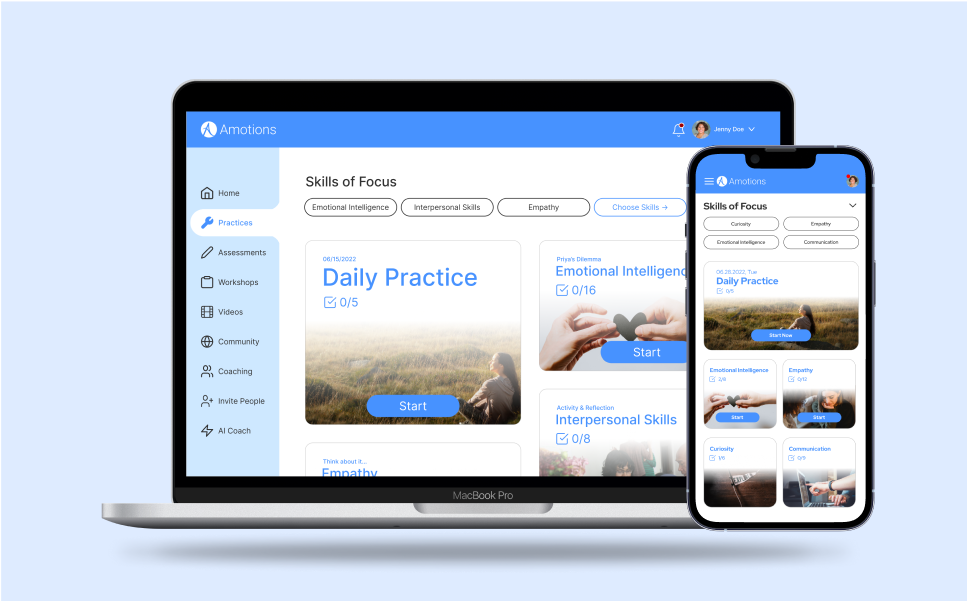 Amotions
Jenny Doe
Home
Practices
Assessments
Workshops
Videos
Community
Coaching
Invite People
AI Coach
Skills of Focus
Emotional Intelligence
Interpersonal Skills
Empathy
Choose Skills →
06/15/2022
Daily Practice
0/5
Start
Think about it...
Empathy
Priya's Dilemma
Emotional Intelligenc
0/16
Start
Activity & Reflection
Interpersonal Skills
0/8
MacBook Pro
Amotions
Skills of Focus
Curiosity
Empathy
Emotional Intelligence
Communication
06.28.2022, Tue
Daily Practice
0/5
Start Now
Emotional Intelligence
2/8
Start
Empathy
0/12
Start
Curiosity
1/6
Communication
0/5